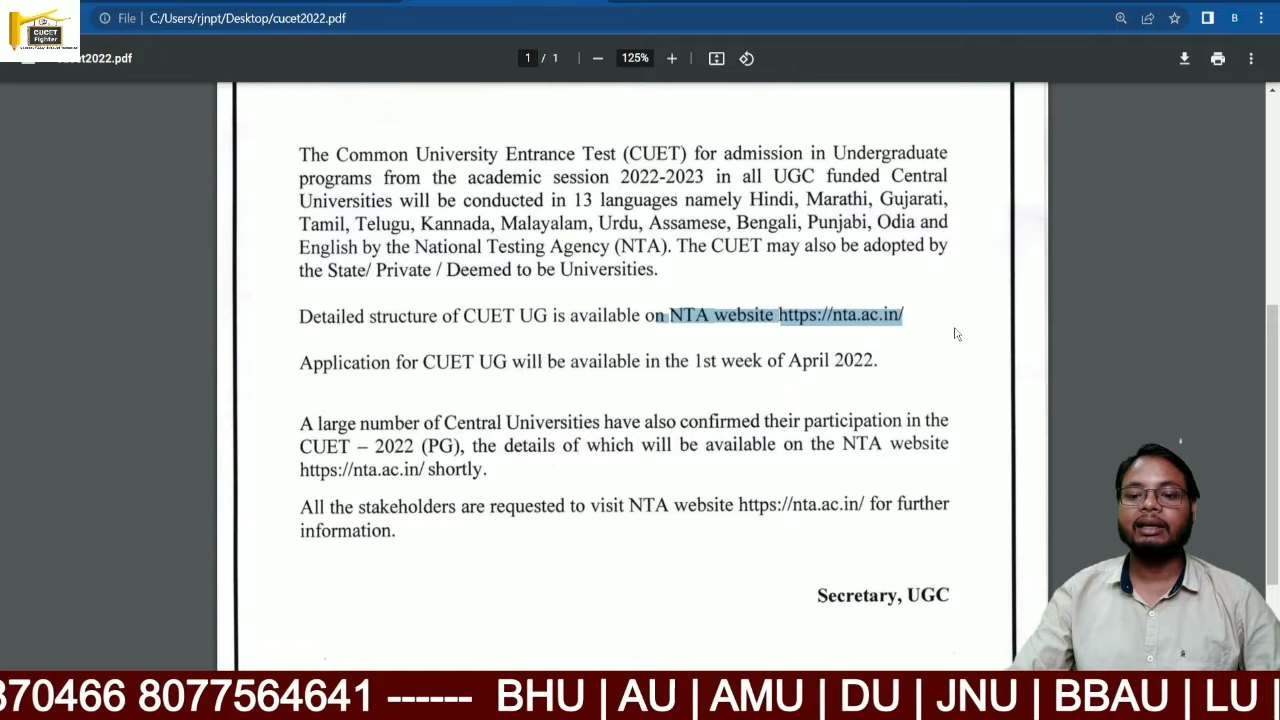 CUCET
Fighter
File
C:/Users/rjnpt/Desktop/cucet2022.pdf
B
t2022.pdf
1 / 1
125%
The Common University Entrance Test (CUET) for admission in Undergraduate
programs from the academic session 2022-2023 in all UGC funded Central
Universities will be conducted in 13 languages namely Hindi, Marathi, Gujarati,
Tamil, Telugu, Kannada, Malayalam, Urdu, Assamese, Bengali, Punjabi, Odia and
English by the National Testing Agency (NTA). The CUET may also be adopted by
the State/ Private / Deemed to be Universities.
Detailed structure of CUET UG is available on NTA website https://nta.ac.in/
Application for CUET UG will be available in the 1st week of April 2022.
A large number of Central Universities have also confirmed their participation in the
CUET – 2022 (PG), the details of which will be available on the NTA website
https://nta.ac.in/ shortly.
All the stakeholders are requested to visit NTA website https://nta.ac.in/ for further
information.
Secretary, UGC
370466 8077564641 ------ BHU | AU | AMU | DU | JNU | BBAU | LU |